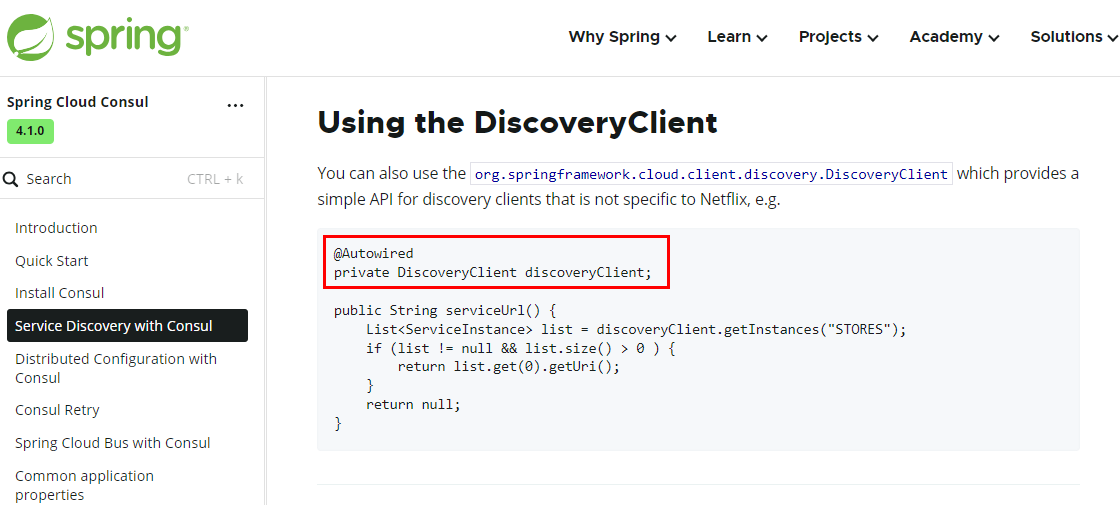 spring
Why Spring Learn Projects Academy Solutions
Spring Cloud Consul ...
4.1.0
Search CTRL + k
Introduction
Quick Start
Install Consul
Service Discovery with Consul
Distributed Configuration with
Consul
Consul Retry
Spring Cloud Bus with Consul
Common application
properties
Using the DiscoveryClient
You can also use the org.springframework.cloud.client.discovery.DiscoveryClient which provides a
simple API for discovery clients that is not specific to Netflix, e.g.
@Autowired
private DiscoveryClient discoveryClient;
public String serviceUrl() {
    List<ServiceInstance> list = discoveryClient.getInstances("STORES");
    if (list != null && list.size() > 0 ) {
        return list.get(0).getUri();
    }
    return null;
}